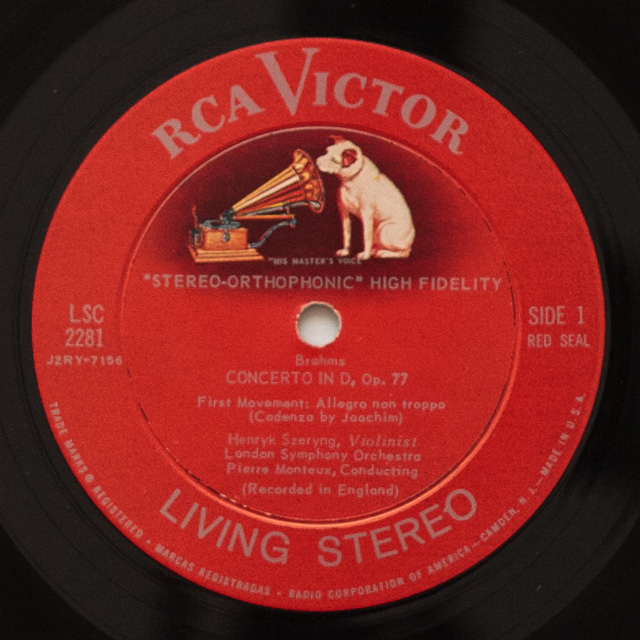 RCA VICTOR
"HIS MASTER'S VOICE"
"STEREO-ORTHOPHONIC" HIGH FIDELITY
LSC
2281
J2RY-7156
SIDE 1
RED SEAL
Brahms
CONCERTO IN D, Op. 77
First Movement: Allegro non troppo
(Cadenza by Joachim)
Henryk Szeryng, Violinist
London Symphony Orchestra
Pierre Monteux, Conducting
(Recorded in England)
LIVING STEREO
TRADE MARKS ® REGISTERED • MARCAS REGISTRADAS • RADIO CORPORATION OF AMERICA—CAMDEN, N. J.—MADE IN U.S.A.